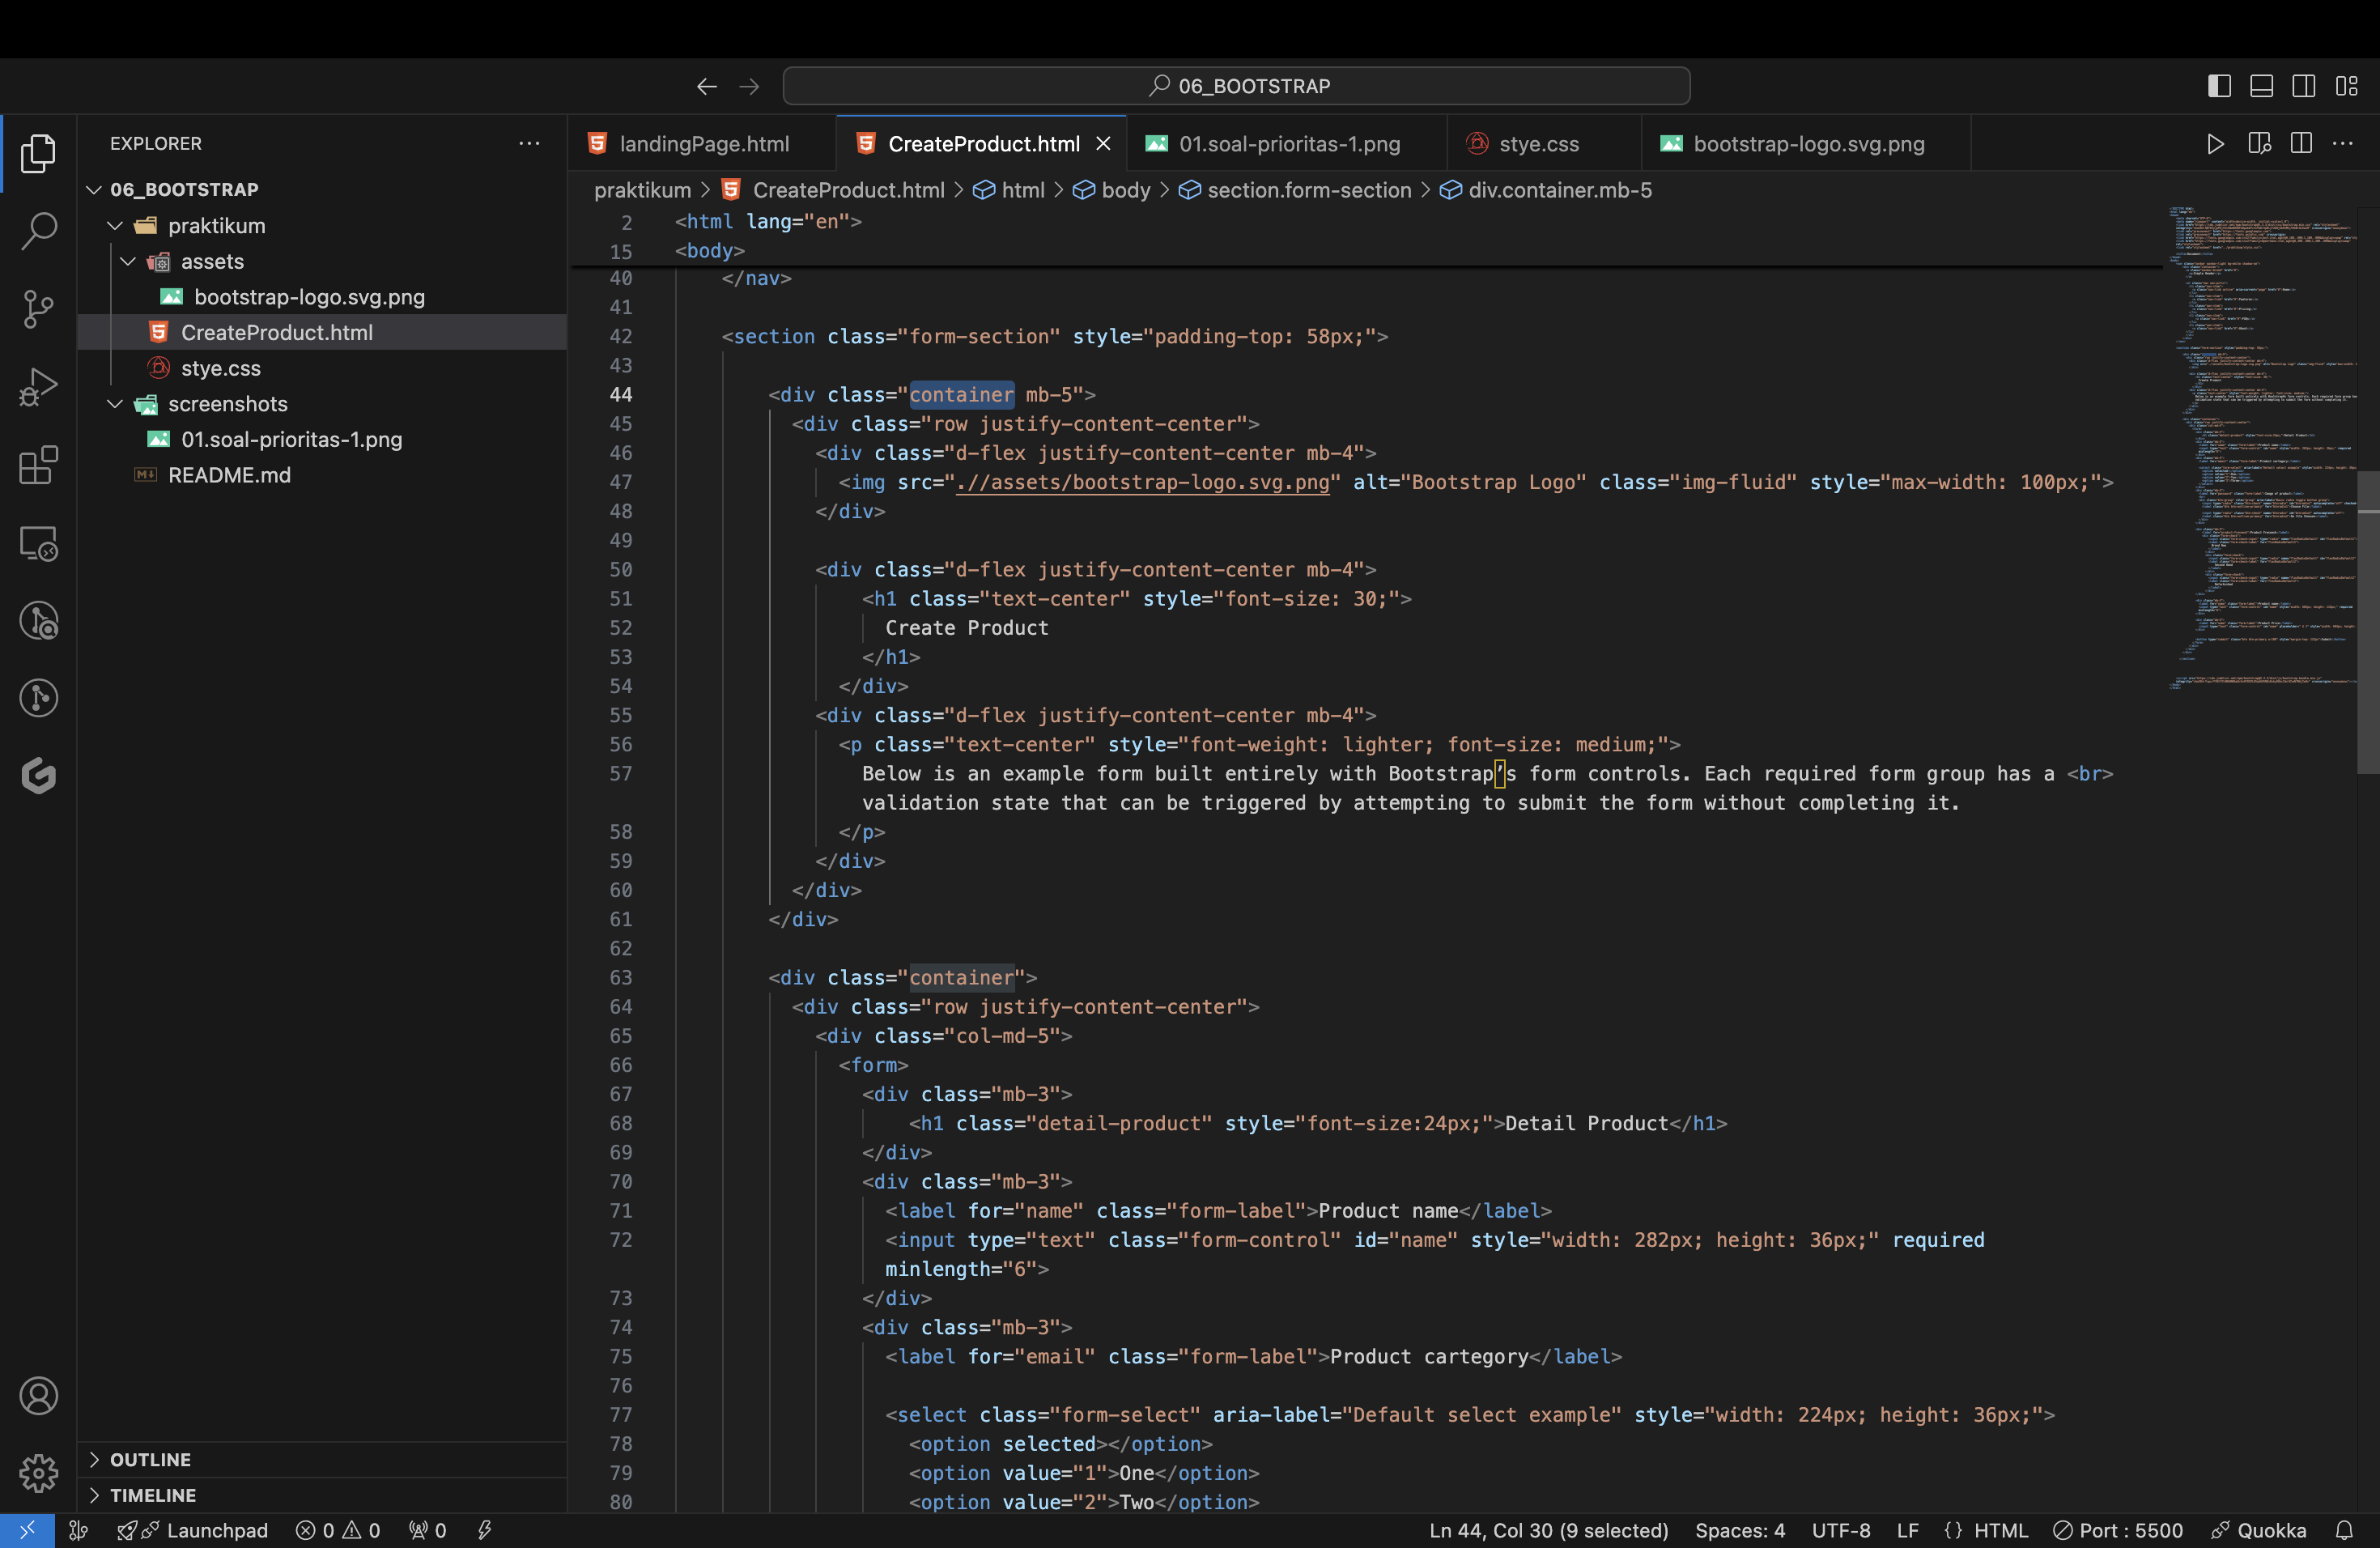 06_BOOTSTRAP
EXPLORER
06_BOOTSTRAP
praktikum
assets
bootstrap-logo.svg.png
CreateProduct.html
stye.css
screenshots
01.soal-prioritas-1.png
README.md
OUTLINE
TIMELINE
landingPage.html
CreateProduct.html
01.soal-prioritas-1.png
stye.css
bootstrap-logo.svg.png
praktikum > CreateProduct.html > html > body > section.form-section > div.container.mb-5
2 <html lang="en">
15 <body>
40 </nav>
41
42 <section class="form-section" style="padding-top: 58px;">
43
44 <div class="container mb-5">
45 <div class="row justify-content-center">
46 <div class="d-flex justify-content-center mb-4">
47 <img src=".//assets/bootstrap-logo.svg.png" alt="Bootstrap Logo" class="img-fluid" style="max-width: 100px;">
48 </div>
49
50 <div class="d-flex justify-content-center mb-4">
51 <h1 class="text-center" style="font-size: 30;">
52 Create Product
53 </h1>
54 </div>
55 <div class="d-flex justify-content-center mb-4">
56 <p class="text-center" style="font-weight: lighter; font-size: medium;">
57 Below is an example form built entirely with Bootstrap’s form controls. Each required form group has a <br>
validation state that can be triggered by attempting to submit the form without completing it.
58 </p>
59 </div>
60 </div>
61 </div>
62
63 <div class="container">
64 <div class="row justify-content-center">
65 <div class="col-md-5">
66 <form>
67 <div class="mb-3">
68 <h1 class="detail-product" style="font-size:24px;">Detail Product</h1>
69 </div>
70 <div class="mb-3">
71 <label for="name" class="form-label">Product name</label>
72 <input type="text" class="form-control" id="name" style="width: 282px; height: 36px;" required
minlength="6">
73 </div>
74 <div class="mb-3">
75 <label for="email" class="form-label">Product cartegory</label>
76
77 <select class="form-select" aria-label="Default select example" style="width: 224px; height: 36px;">
78 <option selected></option>
79 <option value="1">One</option>
80 <option value="2">Two</option>
Launchpad 0 0 0
Ln 44, Col 30 (9 selected) Spaces: 4 UTF-8 LF {} HTML Port : 5500 Quokka